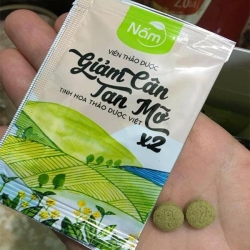 Nấm
VIÊN THẢO DƯỢC
Giảm Cân
Tan Mỡ
x2
TINH HOA THẢO DƯỢC VIỆT